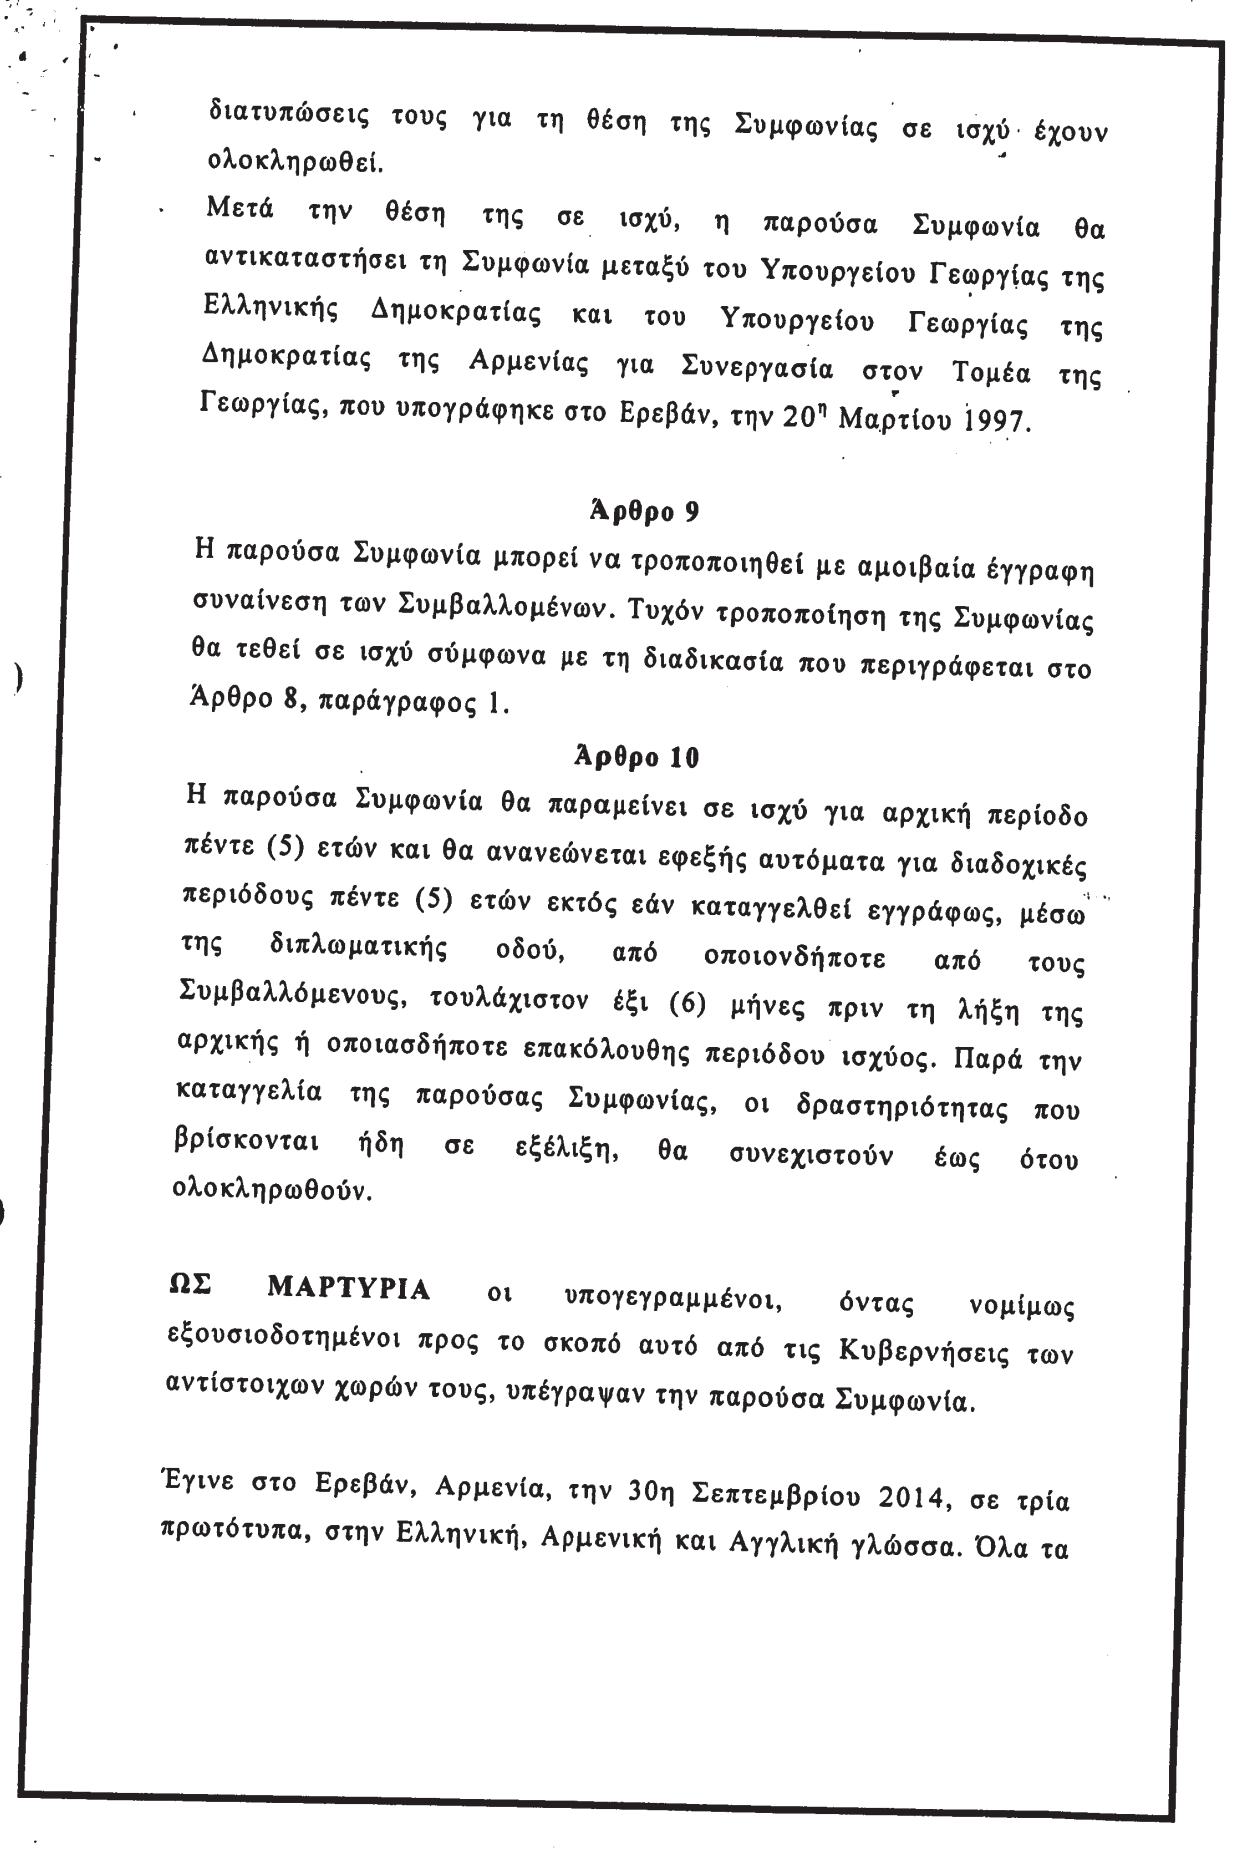 διατυπώσεις τους για τη θέση της Συμφωνίας σε ισχύ έχουν
ολοκληρωθεί.
Μετά την θέση της σε ισχύ, η παρούσα Συμφωνία θα
αντικαταστήσει τη Συμφωνία μεταξύ του Υπουργείου Γεωργίας της
Ελληνικής Δημοκρατίας και του Υπουργείου Γεωργίας της
Δημοκρατίας της Αρμενίας για Συνεργασία στον Τομέα της
Γεωργίας, που υπογράφηκε στο Ερεβάν, την 20η Μαρτίου 1997.
Άρθρο 9
Η παρούσα Συμφωνία μπορεί να τροποποιηθεί με αμοιβαία έγγραφη
συναίνεση των Συμβαλλομένων. Τυχόν τροποποίηση της Συμφωνίας
θα τεθεί σε ισχύ σύμφωνα με τη διαδικασία που περιγράφεται στο
Άρθρο 8, παράγραφος 1.
Άρθρο 10
Η παρούσα Συμφωνία θα παραμείνει σε ισχύ για αρχική περίοδο
πέντε (5) ετών και θα ανανεώνεται εφεξής αυτόματα για διαδοχικές
περιόδους πέντε (5) ετών εκτός εάν καταγγελθεί εγγράφως, μέσω
της διπλωματικής οδού, από οποιονδήποτε από τους
Συμβαλλόμενους, τουλάχιστον έξι (6) μήνες πριν τη λήξη της
αρχικής ή οποιασδήποτε επακόλουθης περιόδου ισχύος. Παρά την
καταγγελία της παρούσας Συμφωνίας, οι δραστηριότητας που
βρίσκονται ήδη σε εξέλιξη, θα συνεχιστούν έως ότου
ολοκληρωθούν.
ΩΣ ΜΑΡΤΥΡΙΑ οι υπογεγραμμένοι, όντας νομίμως
εξουσιοδοτημένοι προς το σκοπό αυτό από τις Κυβερνήσεις των
αντίστοιχων χωρών τους, υπέγραψαν την παρούσα Συμφωνία.
Έγινε στο Ερεβάν, Αρμενία, την 30η Σεπτεμβρίου 2014, σε τρία
πρωτότυπα, στην Ελληνική, Αρμενική και Αγγλική γλώσσα. Όλα τα